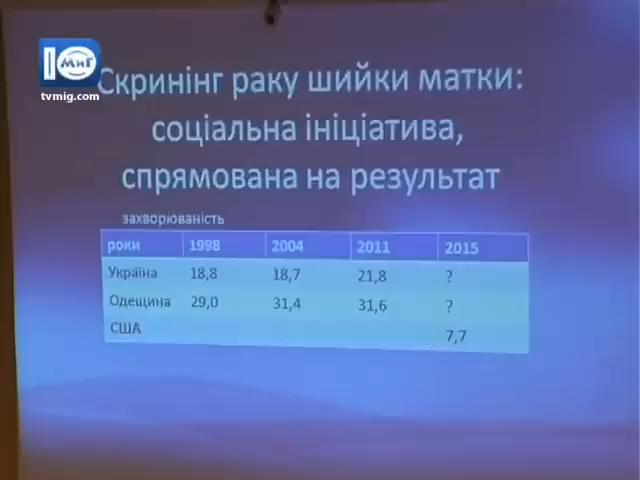 10 МиГ
tvmig.com
Скринінг раку шийки матки:
соціальна ініціатива,
спрямована на результат
захворюваність
роки 1998 2004 2011 2015
Україна 18,8 18,7 21,8 ?
Одещина 29,0 31,4 31,6 ?
США 7,7